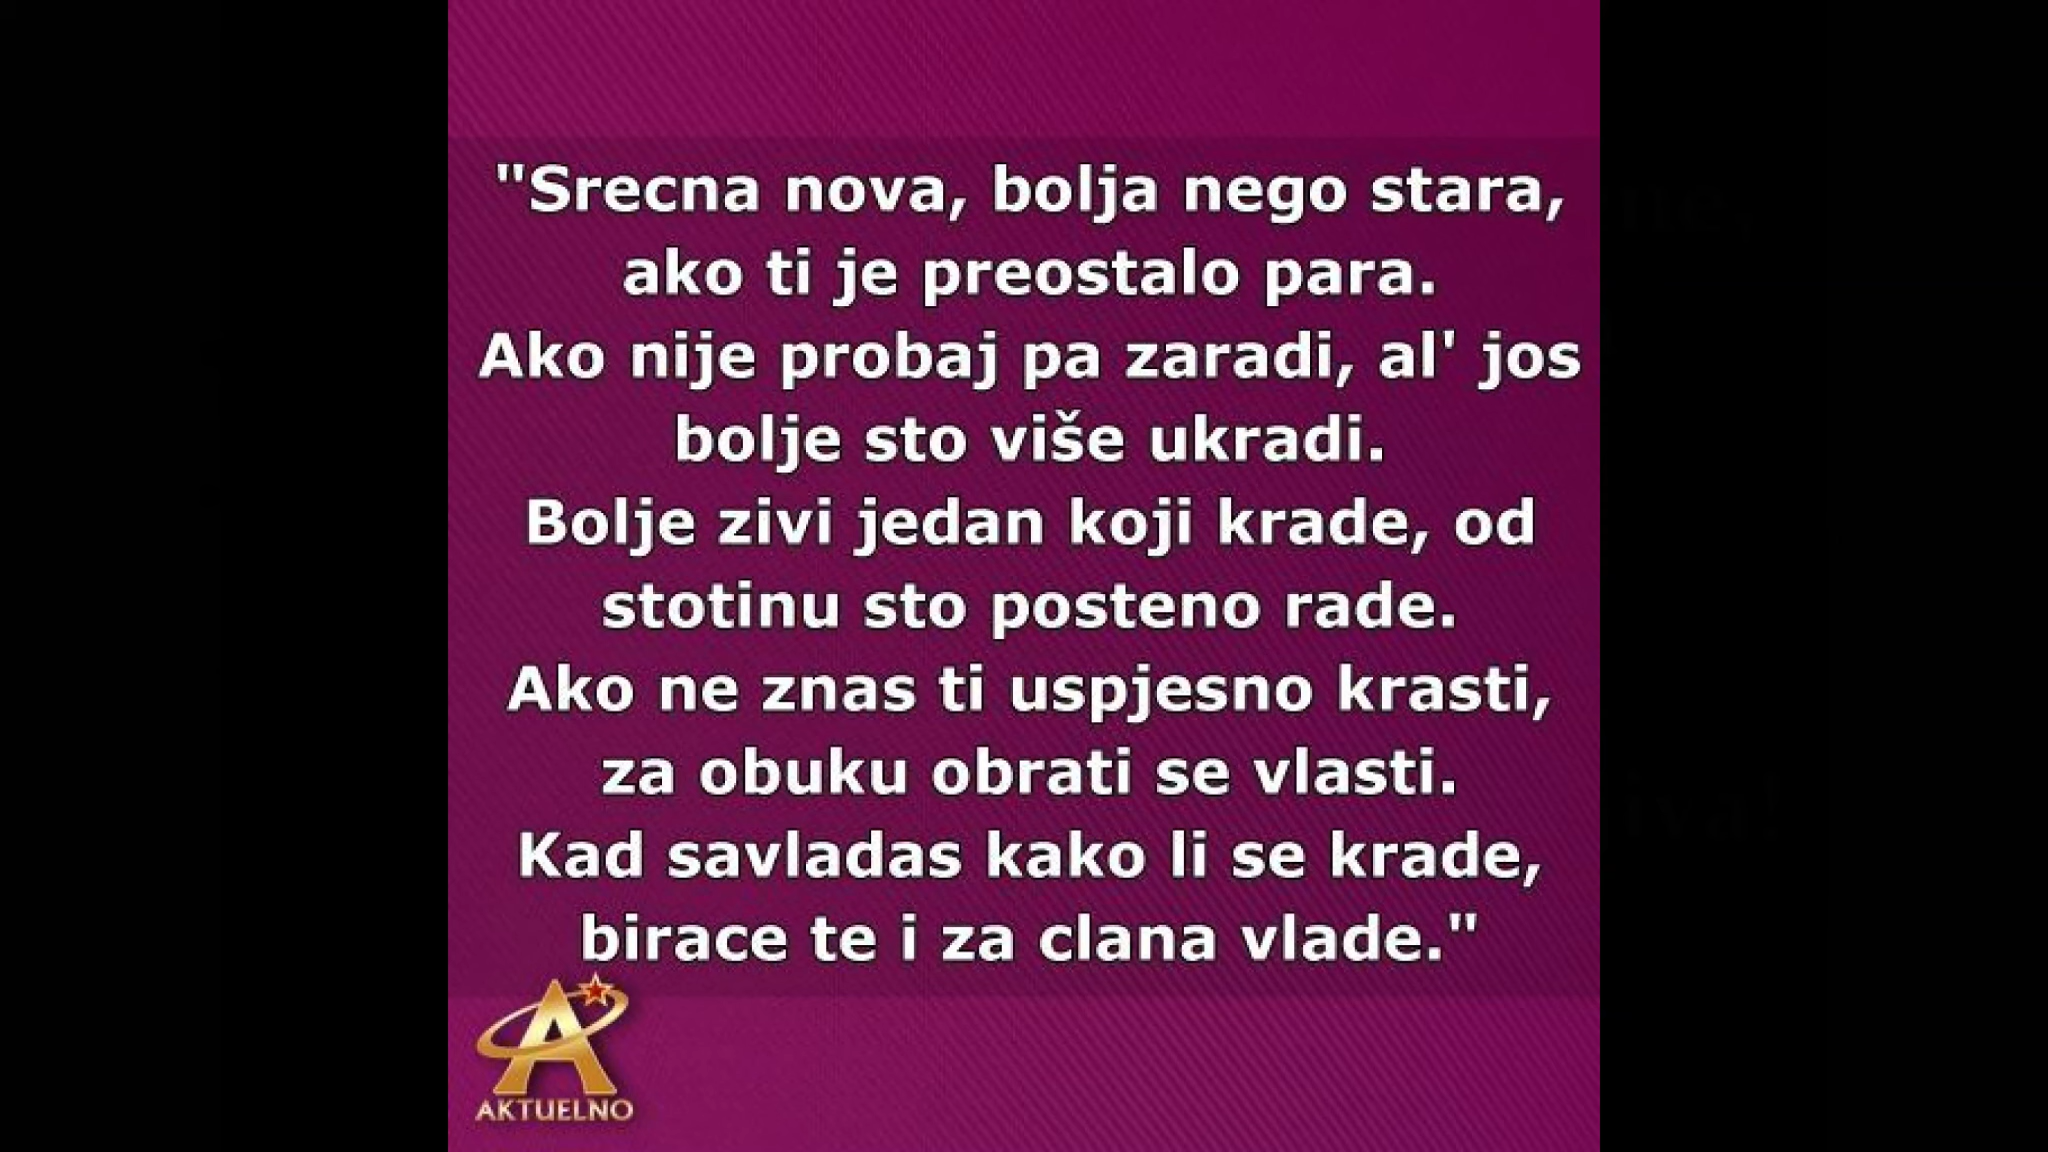 "Srecna nova, bolja nego stara,
ako ti je preostalo para.
Ako nije probaj pa zaradi, al' jos
bolje sto više ukradi.
Bolje zivi jedan koji krade, od
stotinu sto posteno rade.
Ako ne znas ti uspjesno krasti,
za obuku obrati se vlasti.
Kad savladas kako li se krade,
birace te i za clana vlade."
AKTUELNO